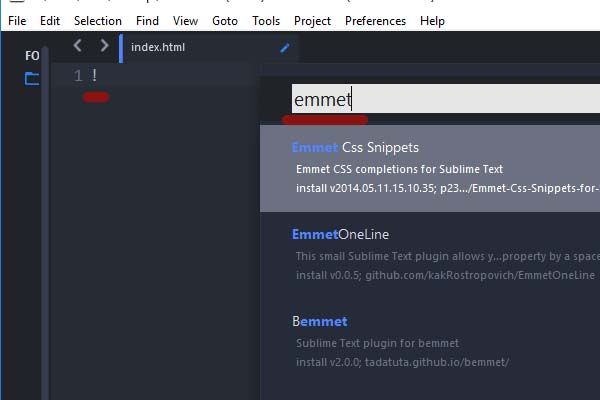 File Edit Selection Find View Goto Tools Project Preferences Help
FO
index.html
1 !
emmet
Emmet Css Snippets
Emmet CSS completions for Sublime Text
install v2014.05.11.15.10.35; p23.../Emmet-Css-Snippets-for-
EmmetOneLine
This small Sublime Text plugin allows y...property by a space
install v0.0.5; github.com/kakRostropovich/EmmetOneLine
Bemmet
Sublime Text plugin for bemmet
install v2.0.0; tadatuta.github.io/bemmet/